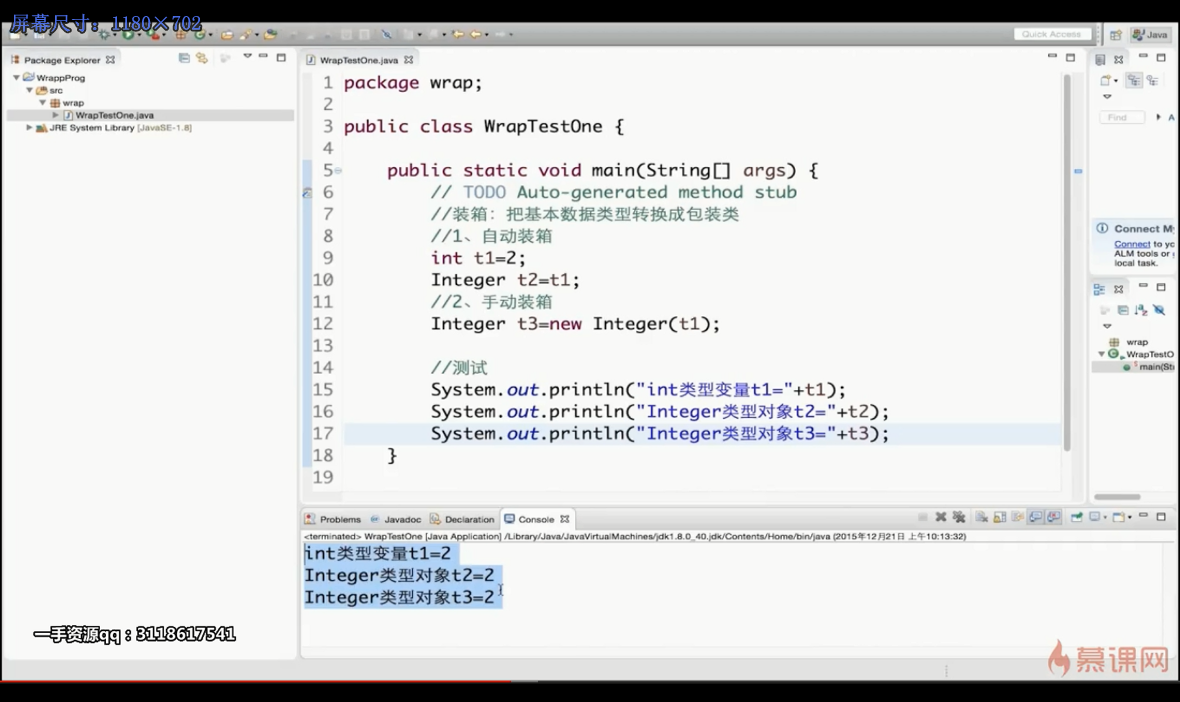 屏幕尺寸：1180×702
Quick Access
Java
Package Explorer
WrappProg
src
wrap
WrapTestOne.java
JRE System Library [JavaSE-1.8]
WrapTestOne.java
1 package wrap;
2
3 public class WrapTestOne {
4
5 public static void main(String[] args) {
6 // TODO Auto-generated method stub
7 //装箱：把基本数据类型转换成包装类
8 //1、自动装箱
9 int t1=2;
10 Integer t2=t1;
11 //2、手动装箱
12 Integer t3=new Integer(t1);
13
14 //测试
15 System.out.println("int类型变量t1="+t1);
16 System.out.println("Integer类型对象t2="+t2);
17 System.out.println("Integer类型对象t3="+t3);
18 }
19
Find
A
Connect M
Connect to yo
ALM tools or
local task.
wrap
WrapTestO
main(St
Problems Javadoc Declaration Console
<terminated> WrapTestOne [Java Application] /Library/Java/JavaVirtualMachines/jdk1.8.0_40.jdk/Contents/Home/bin/java (2015年12月21日 上午10:13:32)
int类型变量t1=2
Integer类型对象t2=2
Integer类型对象t3=2
一手资源qq：3118617541
慕课网